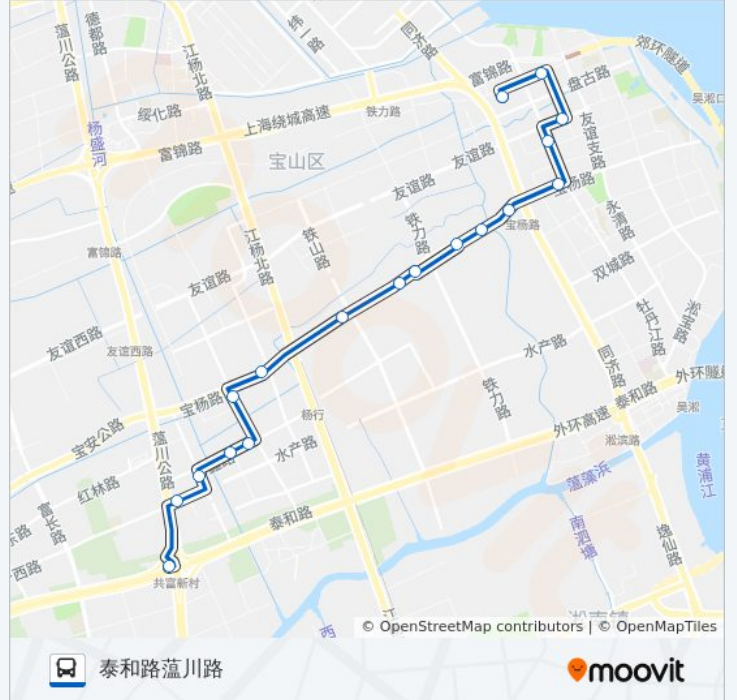 蕰川公路
德都路
江杨北路
纬一路
同济路
郊环隧道
富锦路
盘古路
吴淞口
绥化路
上海绕城高速
铁力路
友谊支路
杨盛河
富锦路
宝山区
友谊路
友谊路
宝杨路
永清路
铁力路
宝杨路
铁山路
江杨北路
富锦路
双城路
友谊路
牡丹江路
淞宝路
友谊西路
友谊西路
水产路
同济路
外环隧道
泰和路
宝杨路
杨行
铁力路
吴淞
外环高速
宝安公路
蕰川公路
水产路
淞滨路
黄浦江
红林路
蕰藻浜
富长路
泰和路
南泗塘
逸仙路
东路
西路
共富新村
江
淞南镇
西
© OpenStreetMap contributors | © OpenMapTiles
泰和路蕰川路
moovit